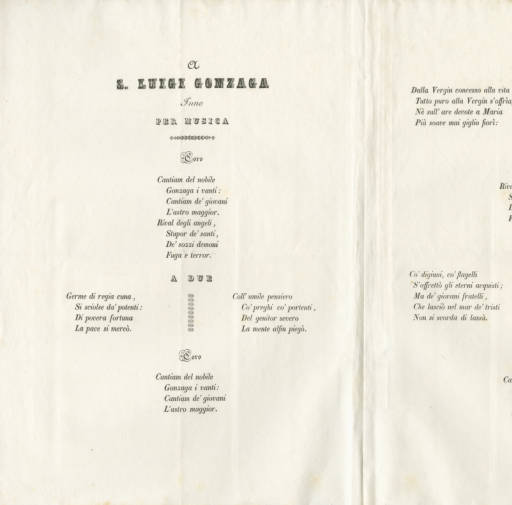 A
S. LUIGI GONZAGA
Inno
PER MUSICA
Coro
Cantiam del nobile
Gonzaga i vanti:
Cantiam de' giovani
L'astro maggior.
Rival degli angeli,
Stupor de' santi,
De' sozzi demoni
Fuga e terror.
A DUE
Germe di regia cuna,
Si sciolse da' potenti:
Di povera fortuna
La pace si mercò.
Coll' umile pensiero
Co' preghi co' portenti,
Del genitor severo
La mente alfin piegò.
Coro
Cantiam del nobile
Gonzaga i vanti:
Cantiam de' giovani
L'astro maggior.
Dalla Vergin concesso alla vita
Tutto puro alla Vergin s'offria,
Nè sull' are devote a Maria
Più soave mai giglio fiorì:
Co' digiuni, co' flagelli
S'affrettò gli eterni acquisti;
Ma de' giovani fratelli,
Che lasciò nel mar de' tristi
Non si scorda di lassù.